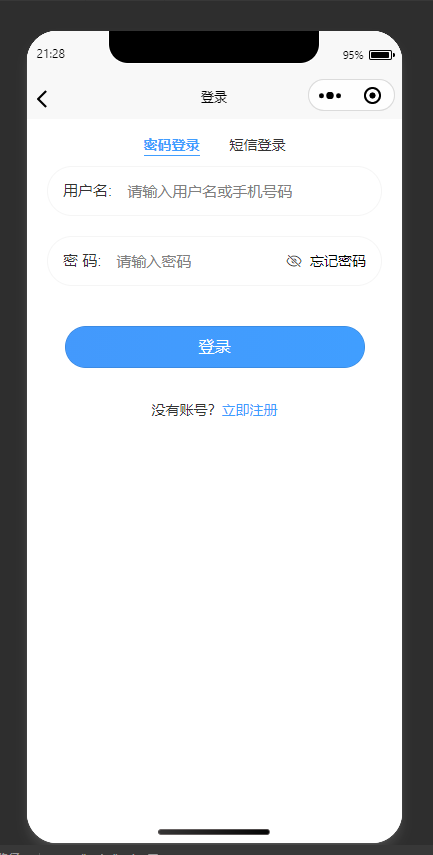 21:28 95%
登录
密码登录 短信登录
用户名: 请输入用户名或手机号码
密 码: 请输入密码 忘记密码
登录
没有账号？立即注册